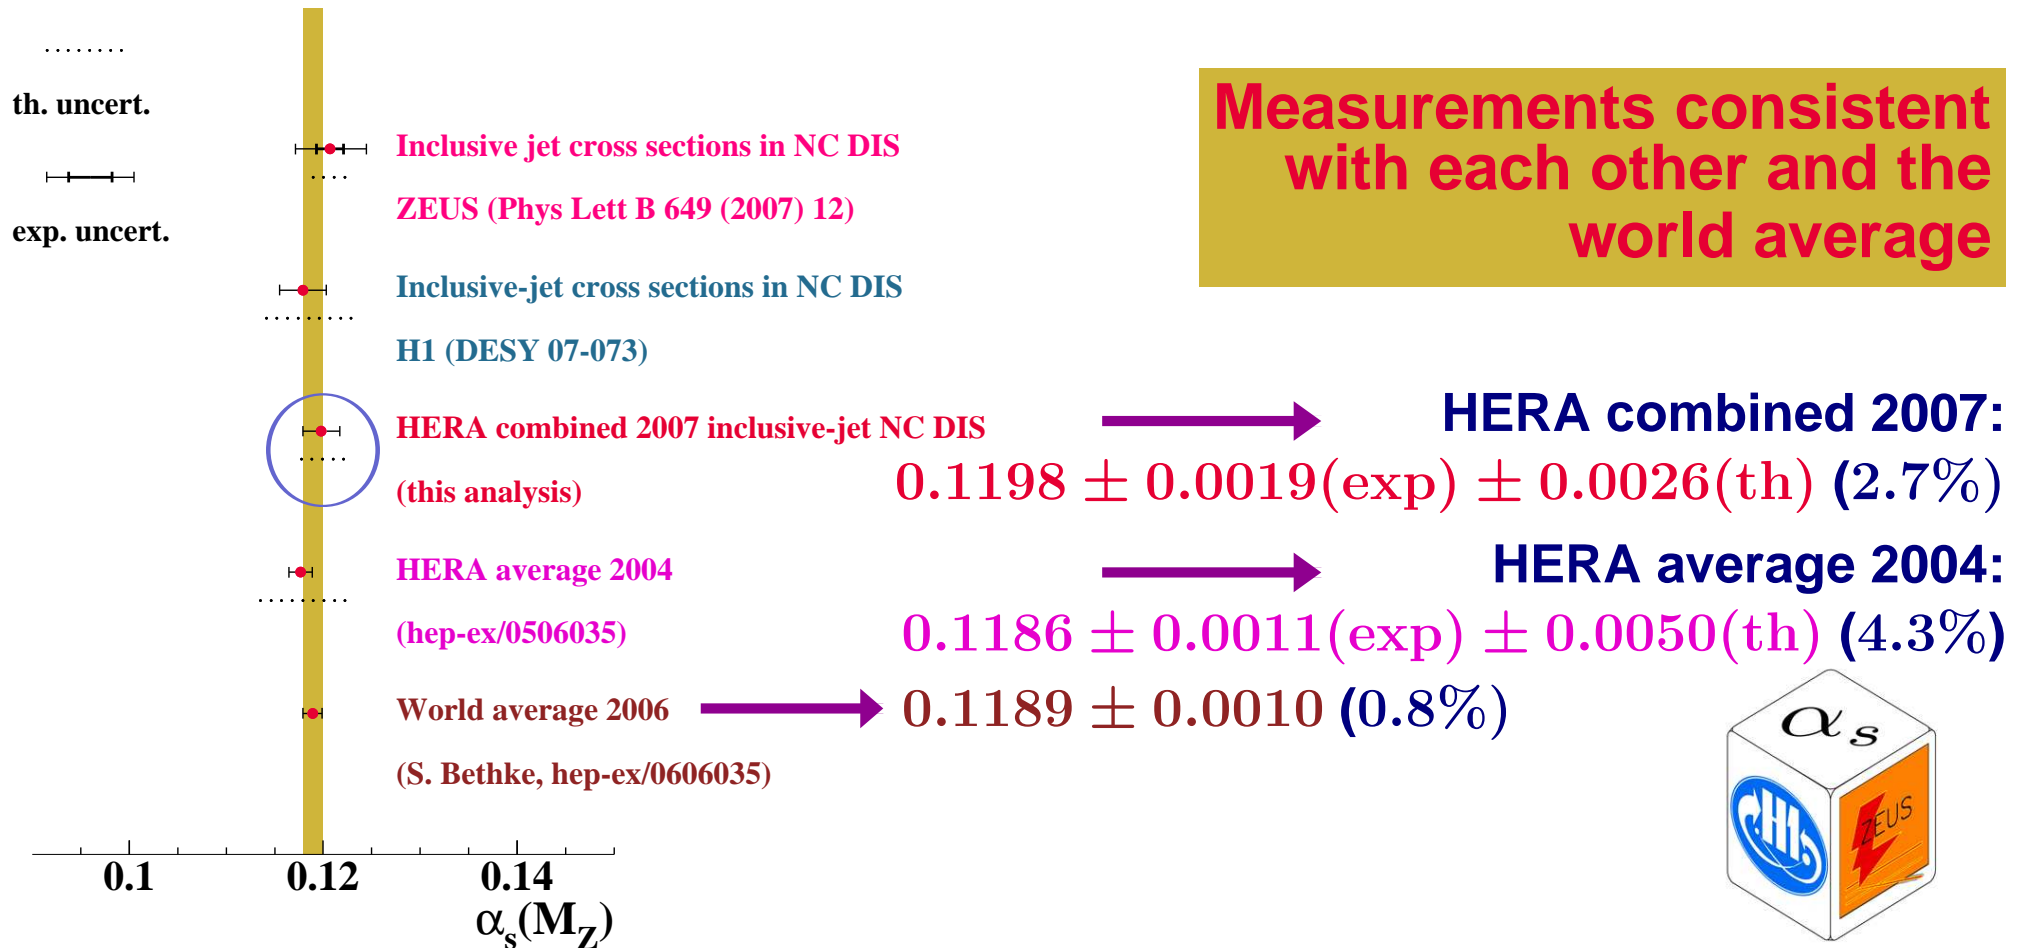 th. uncert.
exp. uncert.
Inclusive jet cross sections in NC DIS
ZEUS (Phys Lett B 649 (2007) 12)
Inclusive-jet cross sections in NC DIS
H1 (DESY 07-073)
HERA combined 2007 inclusive-jet NC DIS
(this analysis)
HERA average 2004
(hep-ex/0506035)
World average 2006
(S. Bethke, hep-ex/0606035)
0.1 0.12 0.14
αₛ(M_Z)
Measurements consistent
with each other and the
world average
HERA combined 2007:
0.1198 ± 0.0019(exp) ± 0.0026(th) (2.7%)
HERA average 2004:
0.1186 ± 0.0011(exp) ± 0.0050(th) (4.3%)
0.1189 ± 0.0010 (0.8%)
αₛ
H1
ZEUS